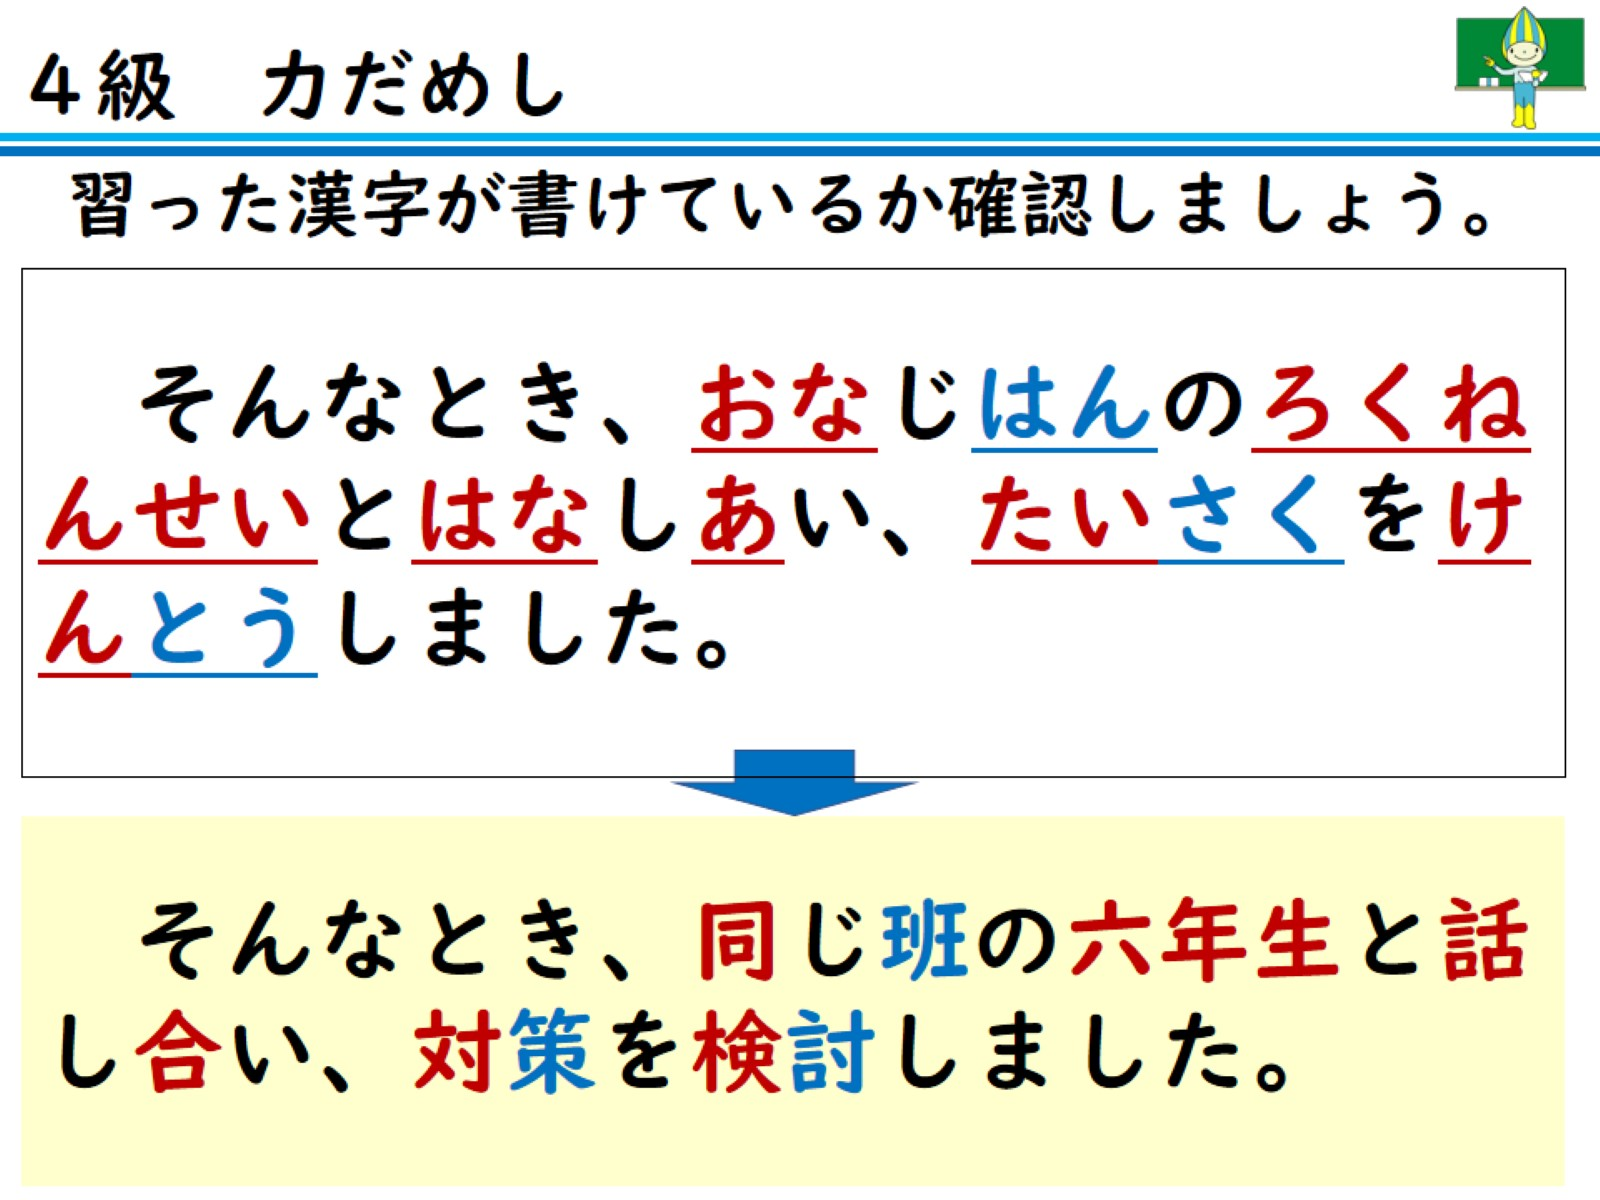 ４級　力だめし
習った漢字が書けているか確認しましょう。
そんなとき、おなじはんのろくね
んせいとはなしあい、たいさくをけ
んとうしました。
そんなとき、同じ班の六年生と話
し合い、対策を検討しました。